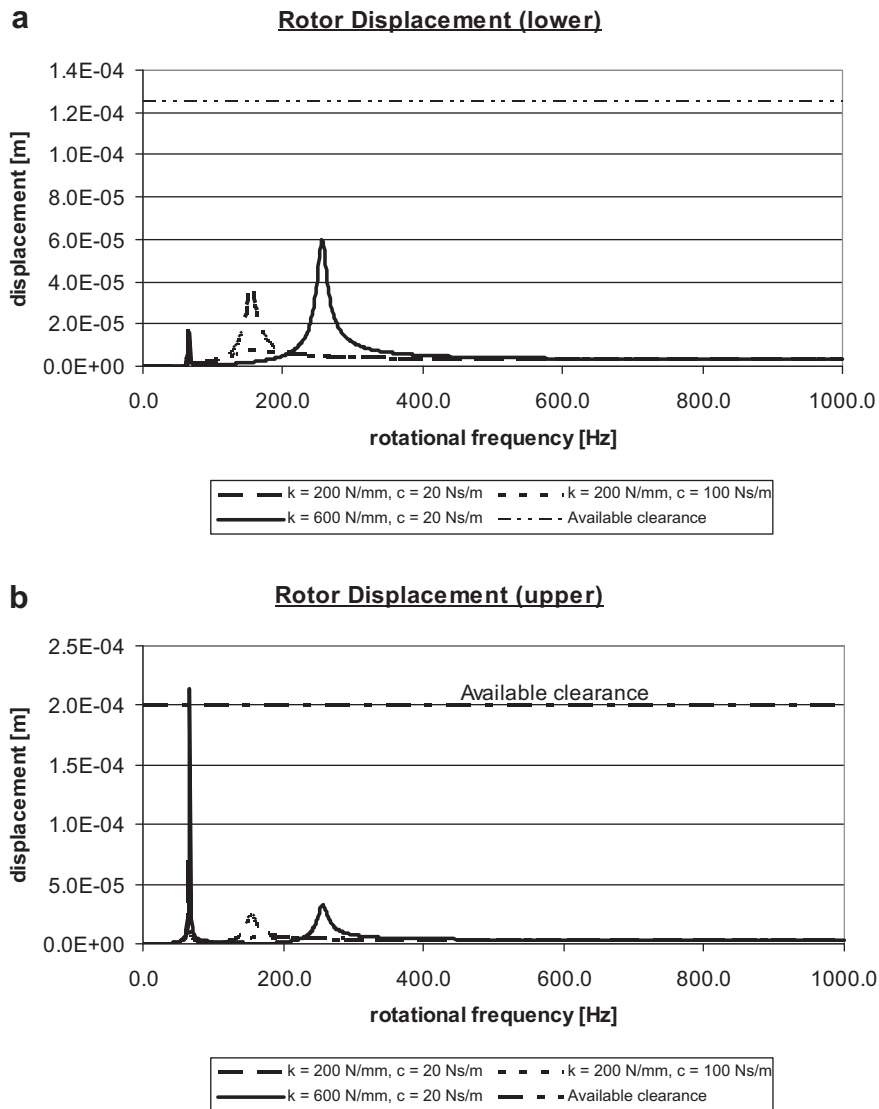 a
Rotor Displacement (lower)
1.4E-04
1.2E-04
1.0E-04
8.0E-05
6.0E-05
4.0E-05
2.0E-05
0.0E+00
displacement [m]
0.0 200.0 400.0 600.0 800.0 1000.0
rotational frequency [Hz]
k = 200 N/mm, c = 20 Ns/m k = 200 N/mm, c = 100 Ns/m
k = 600 N/mm, c = 20 Ns/m Available clearance
b
Rotor Displacement (upper)
2.5E-04
2.0E-04
1.5E-04
1.0E-04
5.0E-05
0.0E+00
displacement [m]
Available clearance
0.0 200.0 400.0 600.0 800.0 1000.0
rotational frequency [Hz]
k = 200 N/mm, c = 20 Ns/m k = 200 N/mm, c = 100 Ns/m
k = 600 N/mm, c = 20 Ns/m Available clearance